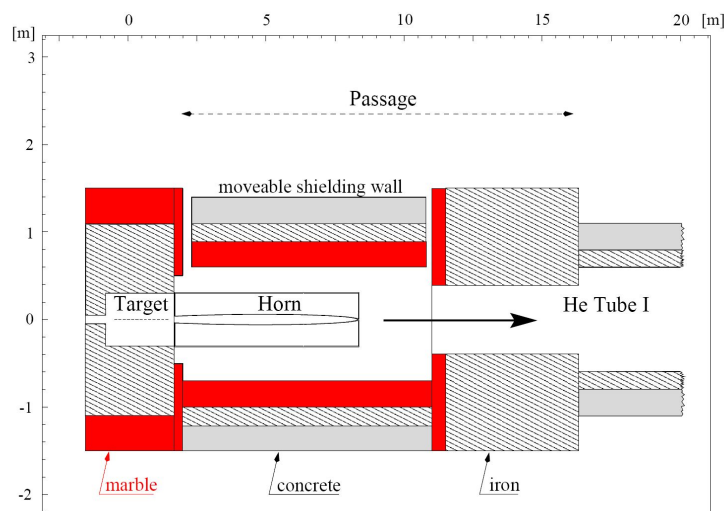 0 5 10 15 20 [m]
[m]
3
Passage
2
moveable shielding wall
1
Target Horn He Tube I
0
-1
marble concrete iron
-2